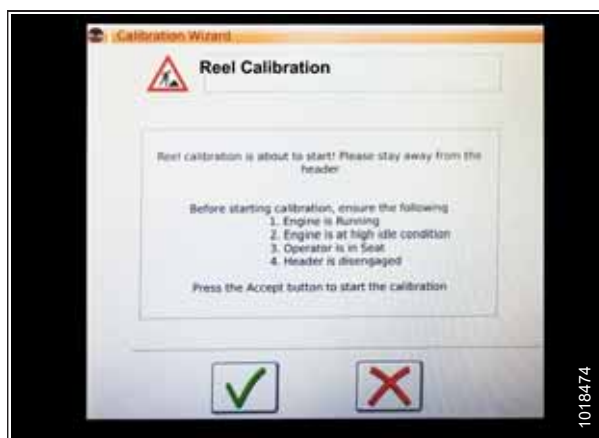 Calibration Wizard
Reel Calibration
Reel calibration is about to start! Please stay away from the
header
Before starting calibration, ensure the following
1. Engine is Running
2. Engine is at high idle condition
3. Operator is in Seat
4. Header is disengaged
Press the Accept button to start the calibration
1018474